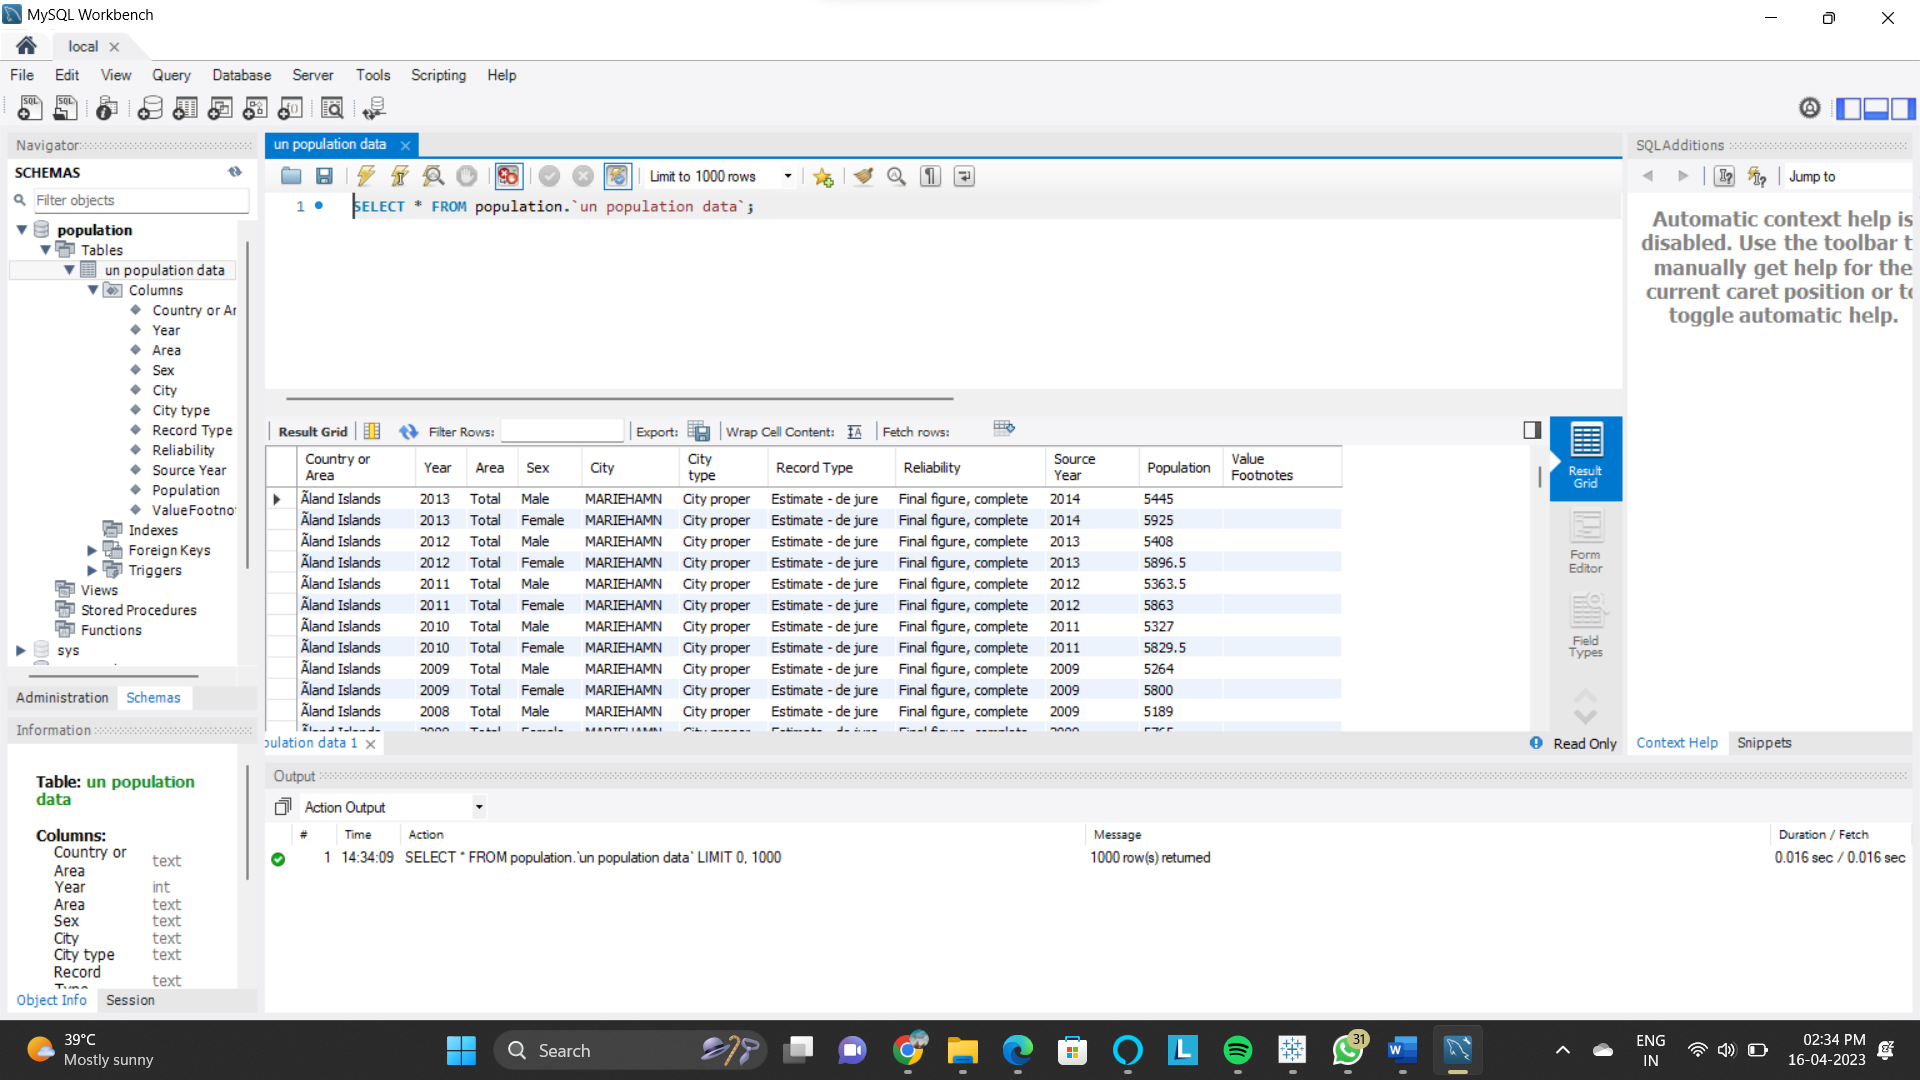 MySQL Workbench
local
File Edit View Query Database Server Tools Scripting Help
Navigator
SCHEMAS
Filter objects
population
Tables
un population data
Columns
Country or Ar
Year
Area
Sex
City
City type
Record Type
Reliability
Source Year
Population
ValueFootno
Indexes
Foreign Keys
Triggers
Views
Stored Procedures
Functions
sys
Administration Schemas
Information
Table: un population
data
Columns:
Country or
Area text
Year int
Area text
Sex text
City text
City type text
Record
Type text
Object Info Session
un population data
Limit to 1000 rows
1 SELECT * FROM population.`un population data`;
Result Grid Filter Rows: Export: Wrap Cell Content: Fetch rows:
Country or Area Year Area Sex City City type Record Type Reliability Source Year Population Value Footnotes
Ãland Islands 2013 Total Male MARIEHAMN City proper Estimate - de jure Final figure, complete 2014 5445
Ãland Islands 2013 Total Female MARIEHAMN City proper Estimate - de jure Final figure, complete 2014 5925
Ãland Islands 2012 Total Male MARIEHAMN City proper Estimate - de jure Final figure, complete 2013 5408
Ãland Islands 2012 Total Female MARIEHAMN City proper Estimate - de jure Final figure, complete 2013 5896.5
Ãland Islands 2011 Total Male MARIEHAMN City proper Estimate - de jure Final figure, complete 2012 5363.5
Ãland Islands 2011 Total Female MARIEHAMN City proper Estimate - de jure Final figure, complete 2012 5863
Ãland Islands 2010 Total Male MARIEHAMN City proper Estimate - de jure Final figure, complete 2011 5327
Ãland Islands 2010 Total Female MARIEHAMN City proper Estimate - de jure Final figure, complete 2011 5829.5
Ãland Islands 2009 Total Male MARIEHAMN City proper Estimate - de jure Final figure, complete 2009 5264
Ãland Islands 2009 Total Female MARIEHAMN City proper Estimate - de jure Final figure, complete 2009 5800
Ãland Islands 2008 Total Male MARIEHAMN City proper Estimate - de jure Final figure, complete 2009 5189
Result
Grid
Form
Editor
Field
Types
pulation data 1
Read Only
SQLAdditions
Jump to
Automatic context help is
disabled. Use the toolbar t
manually get help for the
current caret position or to
toggle automatic help.
Context Help Snippets
Output
Action Output
# Time Action Message Duration / Fetch
1 14:34:09 SELECT * FROM population.`un population data` LIMIT 0, 1000 1000 row(s) returned 0.016 sec / 0.016 sec
39°C
Mostly sunny
Search
31
ENG
IN
02:34 PM
16-04-2023